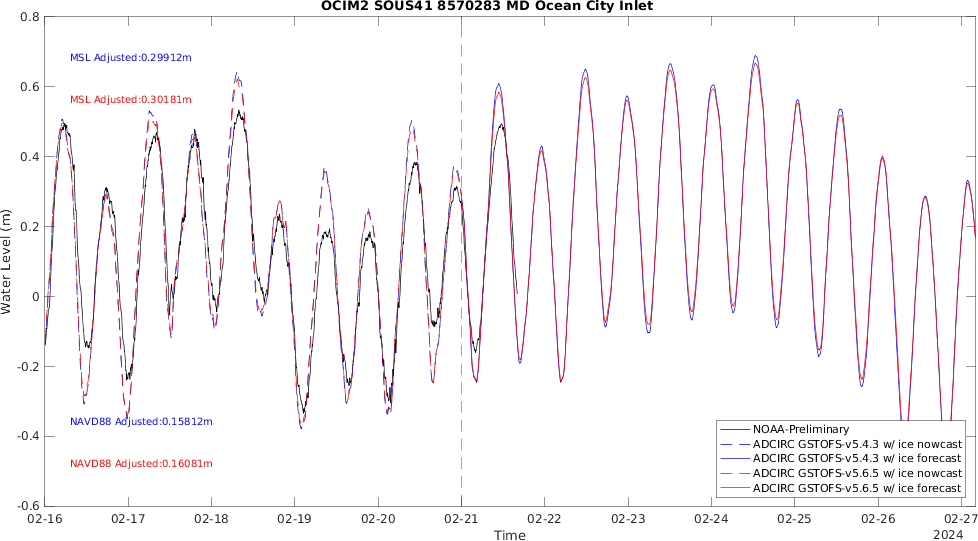 OCIM2 SOUS41 8570283 MD Ocean City Inlet
0.8
0.6
0.4
0.2
0
-0.2
-0.4
-0.6
Water Level (m)
MSL Adjusted:0.29912m
MSL Adjusted:0.30181m
NAVD88 Adjusted:0.15812m
NAVD88 Adjusted:0.16081m
NOAA-Preliminary
ADCIRC GSTOFS-v5.4.3 w/ ice nowcast
ADCIRC GSTOFS-v5.4.3 w/ ice forecast
ADCIRC GSTOFS-v5.6.5 w/ ice nowcast
ADCIRC GSTOFS-v5.6.5 w/ ice forecast
02-16 02-17 02-18 02-19 02-20 02-21 02-22 02-23 02-24 02-25 02-26 02-27
Time
2024